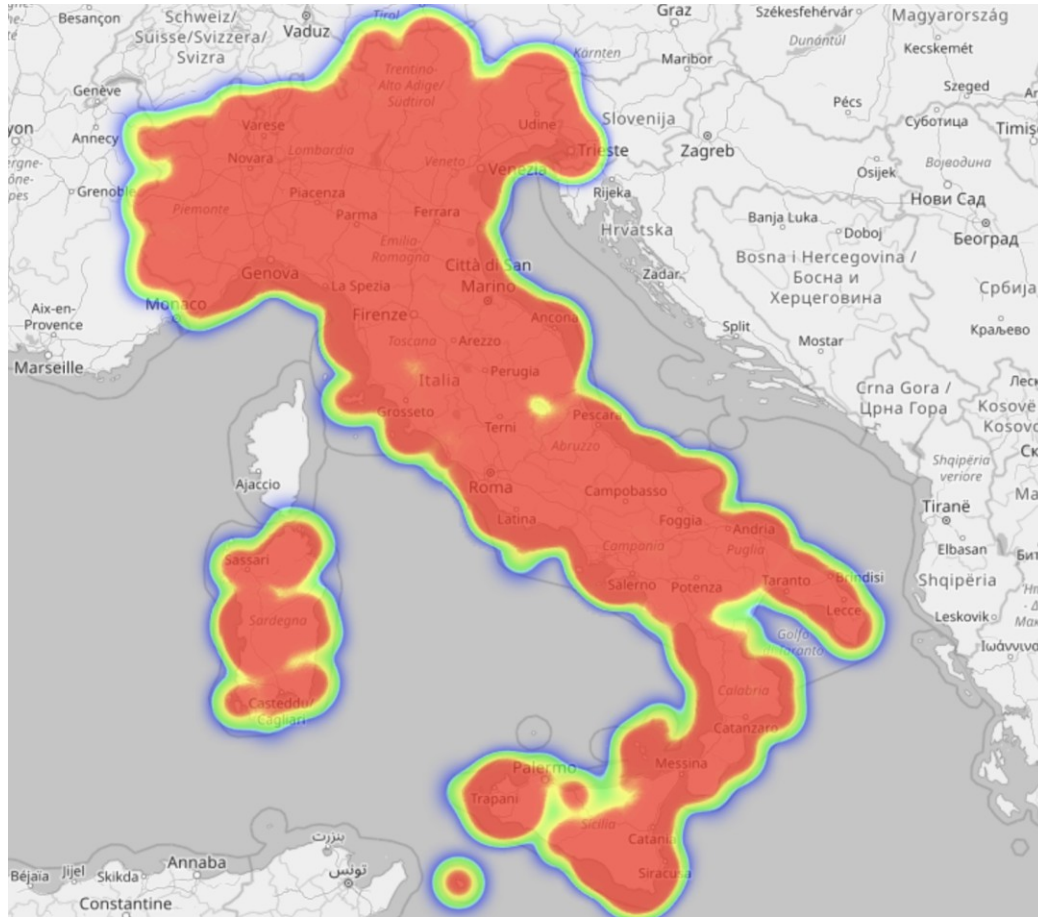 Besançon
Schweiz/
Suisse/Svizzera/
Svizra
Vaduz
Tirol
Graz
Székesfehérvár
Magyarország
Kärnten
Maribor
Dunántúl
Kecskemét
Genève
Trentino-
Alto Adige/
Südtirol
Pécs
Szeged
Annecy
Varese
Lombardia
Udine
Slovenija
Суботица
Novara
Veneto
Venezia
Trieste
Zagreb
Војводина
Grenoble
Piacenza
Rijeka
Osijek
Нови Сад
Piemonte
Parma
Ferrara
Hrvatska
Banja Luka
Doboj
Београд
Emilia-
Romagna
Genova
Città di San
Marino
Zadar
Bosna i Hercegovina /
Босна и
Херцеговина
Србија
La Spezia
Monaco
Aix-en-
Provence
Firenze
Ancona
Split
Краљево
Toscana
Arezzo
Mostar
Marseille
Italia
Perugia
Crna Gora /
Црна Гора
Grosseto
Terni
Pescara
Abruzzo
Shqipëria
veriore
Ajaccio
Roma
Campobasso
Tiranë
Latina
Foggia
Andria
Campania
Puglia
Elbasan
Sassari
Salerno
Potenza
Taranto
Brindisi
Shqipëria
Lecce
Leskovik
Sardegna
Golfo
di Taranto
Ιωάννινα
Casteddu/
Cagliari
Calabria
Catanzaro
Palermo
Messina
Trapani
Sicilia
Catania
بنزرت
Siracusa
Béjaïa
Jijel
Skikda
Annaba
تونس
Constantine